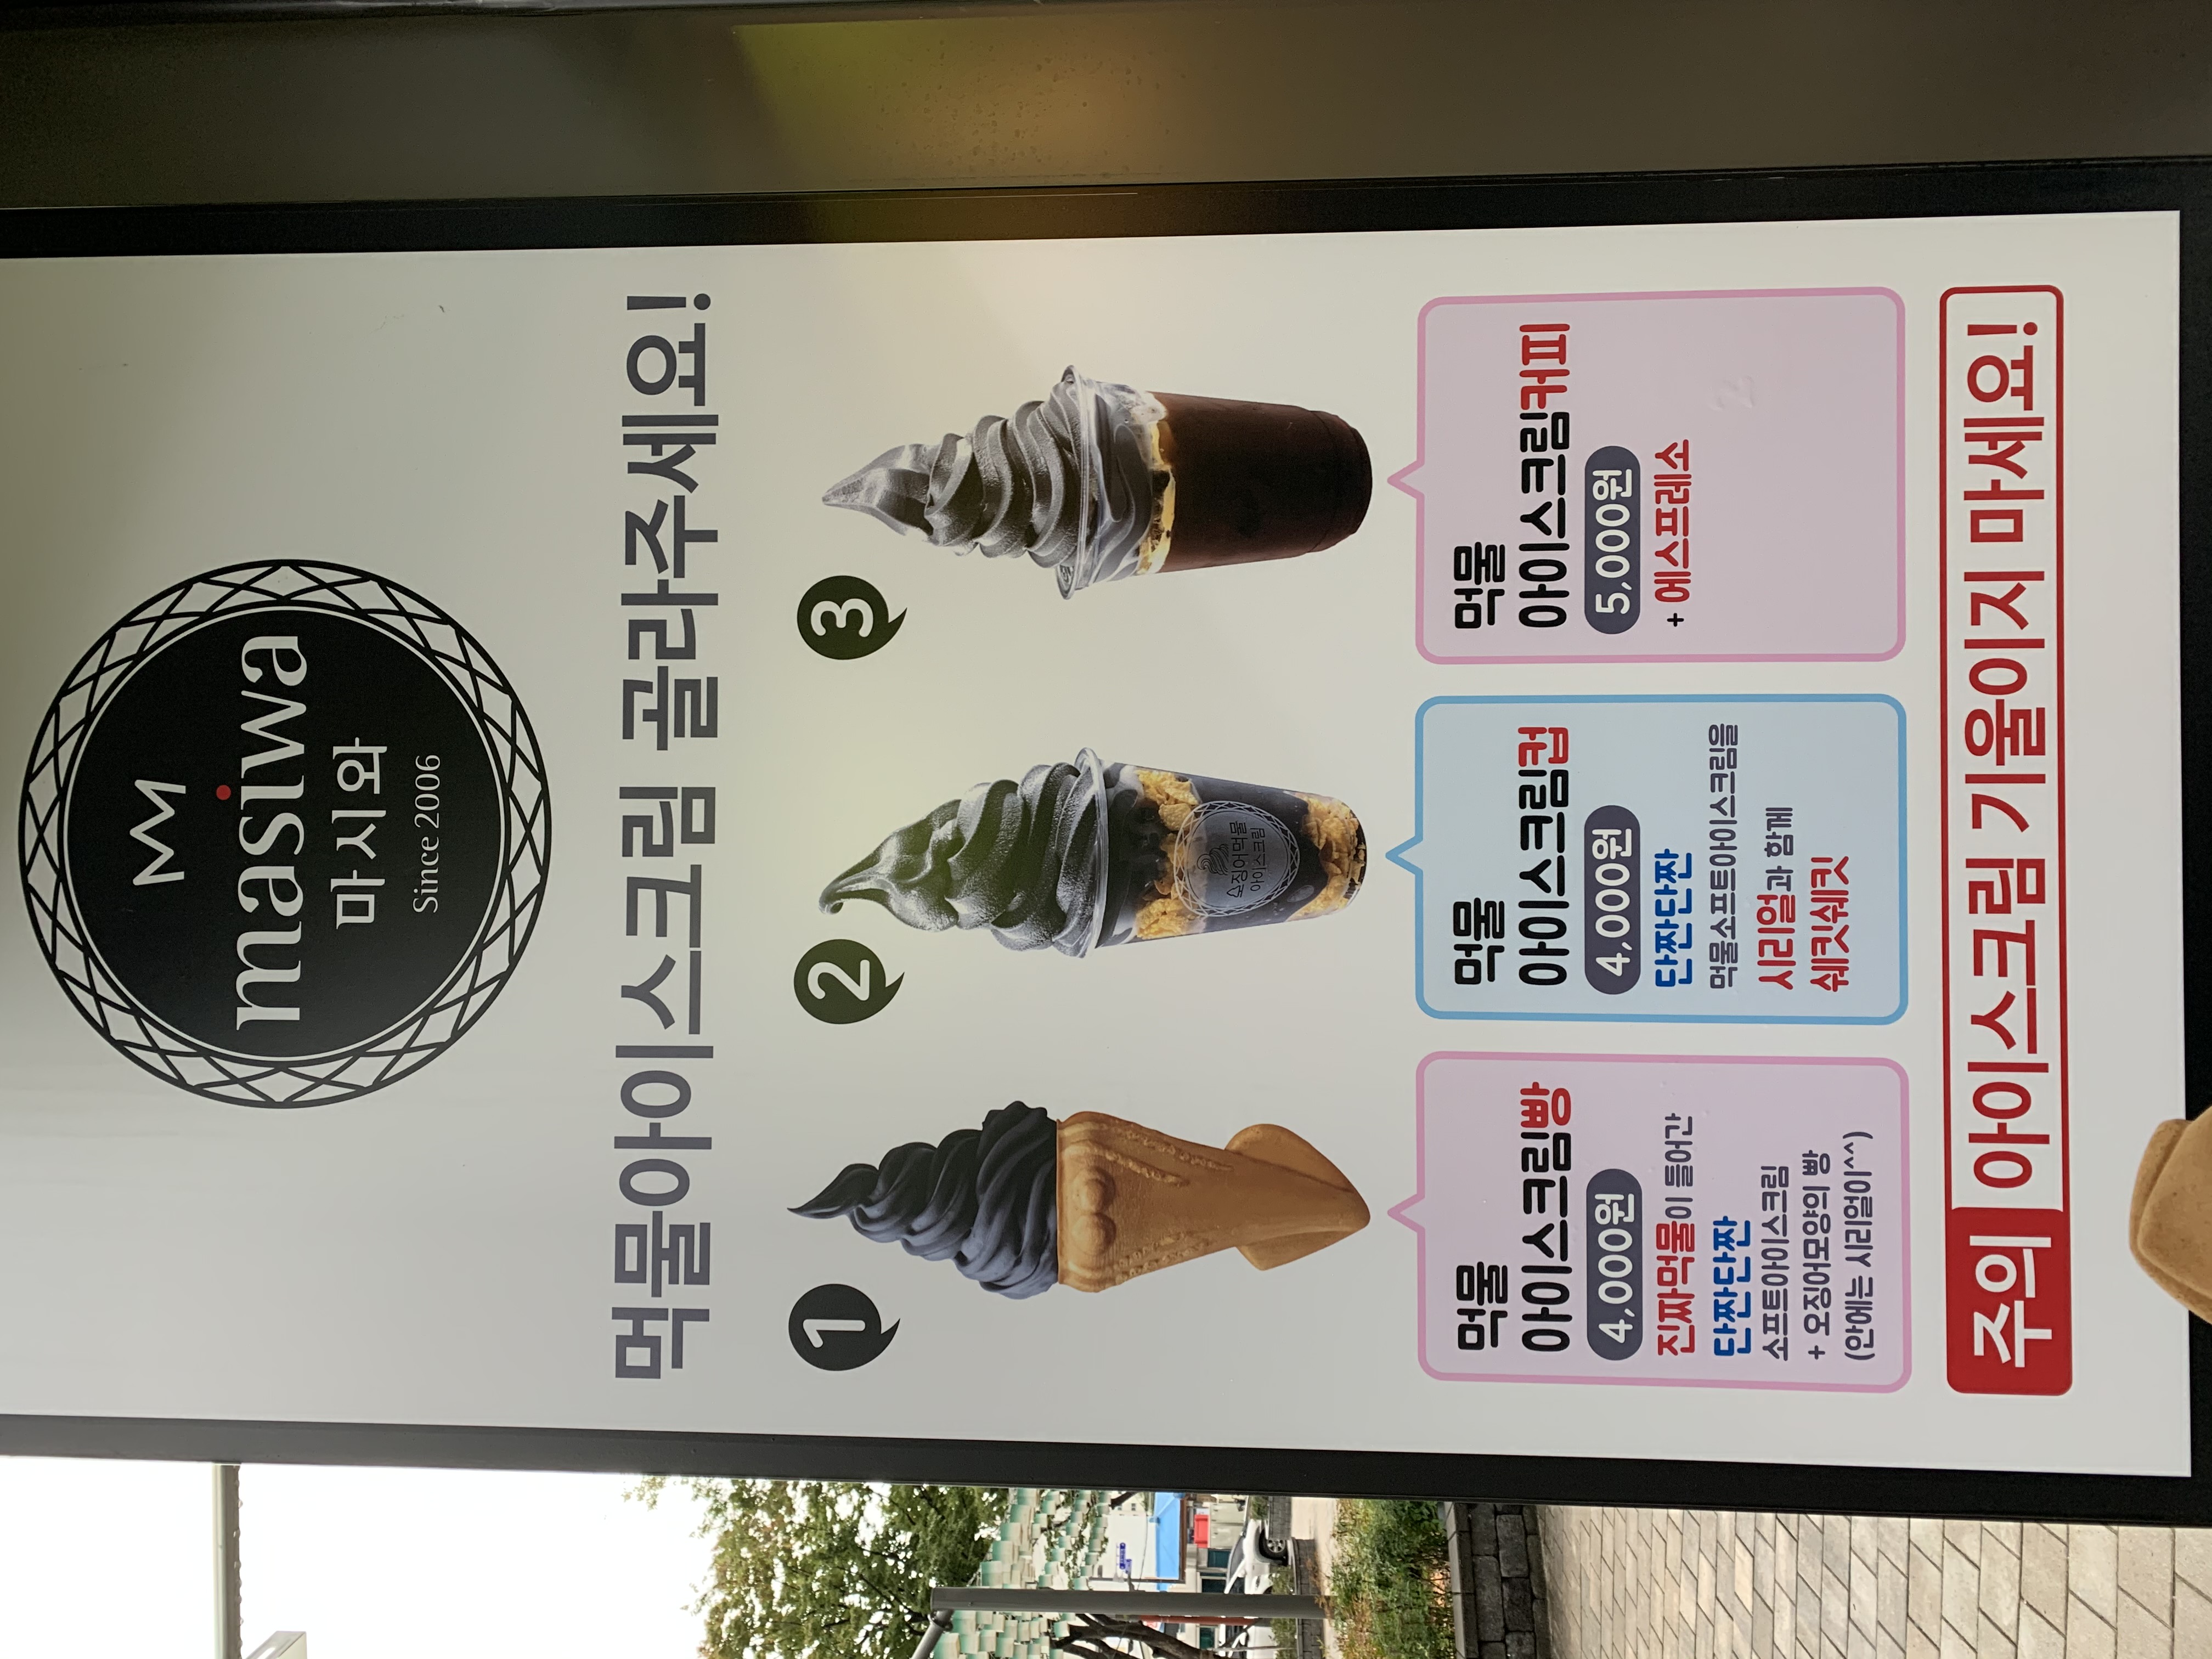 masiwa
마시와
Since 2006
먹물아이스크림 골라주세요!
1
2
3
소징어먹물
아이스크림
먹물
아이스크림빵
4,000원
진짜먹물이 들어간
단짠단짠
소프트아이스크림
+ 오징어모양의 빵
(안에는 시리얼이^^)
먹물
아이스크림컵
4,000원
단짠단짠
먹물소프트아이스크림을
시리얼과 함께
쉐킷쉐킷
먹물
아이스크림커피
5,000원
+ 에스프레소
주의 아이스크림 기울이지 마세요!